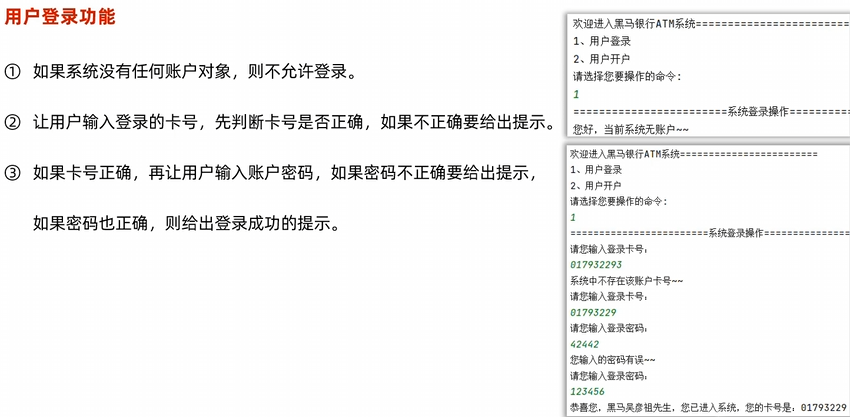 用户登录功能
① 如果系统没有任何账户对象，则不允许登录。
② 让用户输入登录的卡号，先判断卡号是否正确，如果不正确要给出提示。
③ 如果卡号正确，再让用户输入账户密码，如果密码不正确要给出提示，
如果密码也正确，则给出登录成功的提示。
欢迎进入黑马银行ATM系统==========================
1、用户登录
2、用户开户
请选择您要操作的命令：
1
==========================系统登录操作===========
您好，当前系统无账户~~
欢迎进入黑马银行ATM系统========================
1、用户登录
2、用户开户
请选择您要操作的命令：
1
========================系统登录操作===============
请您输入登录卡号：
017932293
系统中不存在该账户卡号~~
请您输入登录卡号：
01793229
请您输入登录密码：
42442
您输入的密码有误~~
请您输入登录密码：
123456
恭喜您，黑马吴彦祖先生，您已进入系统，您的卡号是：01793229